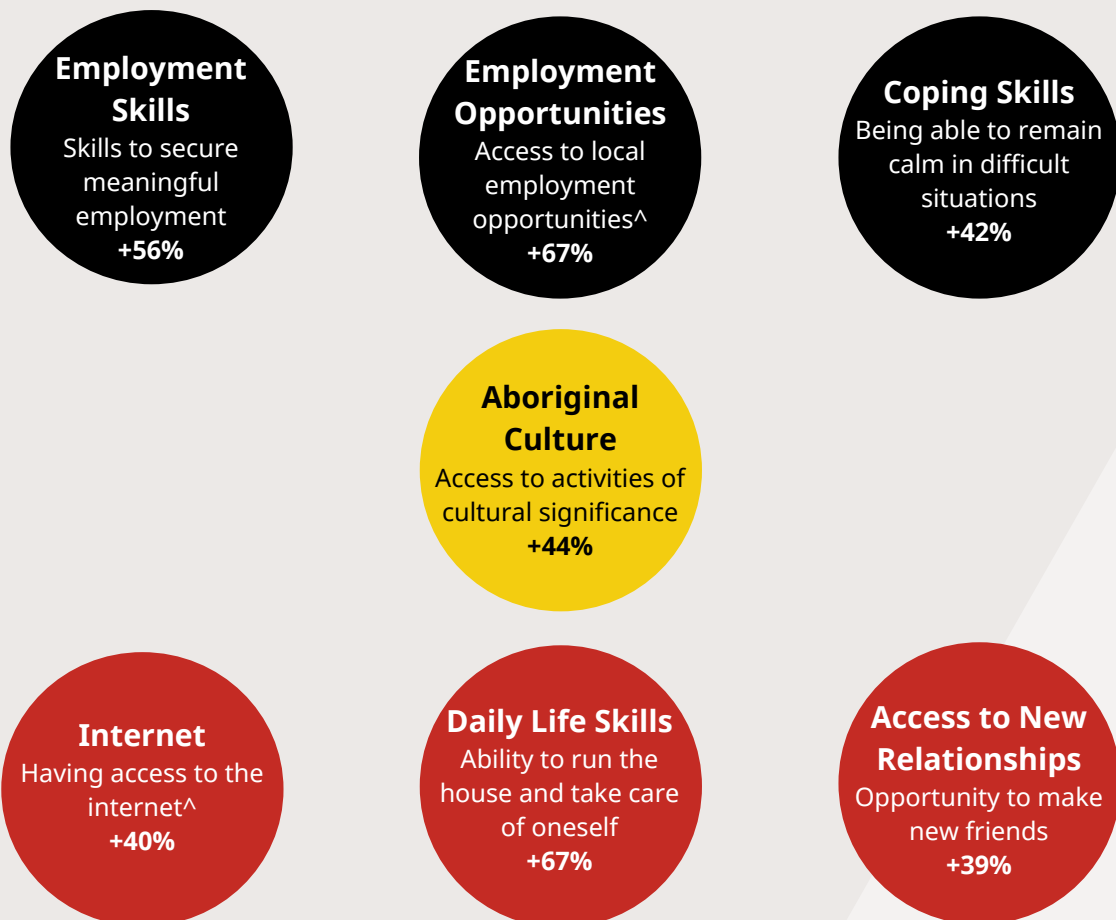 Employment
Skills
Skills to secure
meaningful
employment
+56%
Employment
Opportunities
Access to local
employment
opportunities^
+67%
Coping Skills
Being able to remain
calm in difficult
situations
+42%
Aboriginal
Culture
Access to activities of
cultural significance
+44%
Internet
Having access to the
internet^
+40%
Daily Life Skills
Ability to run the
house and take care
of oneself
+67%
Access to New
Relationships
Opportunity to make
new friends
+39%